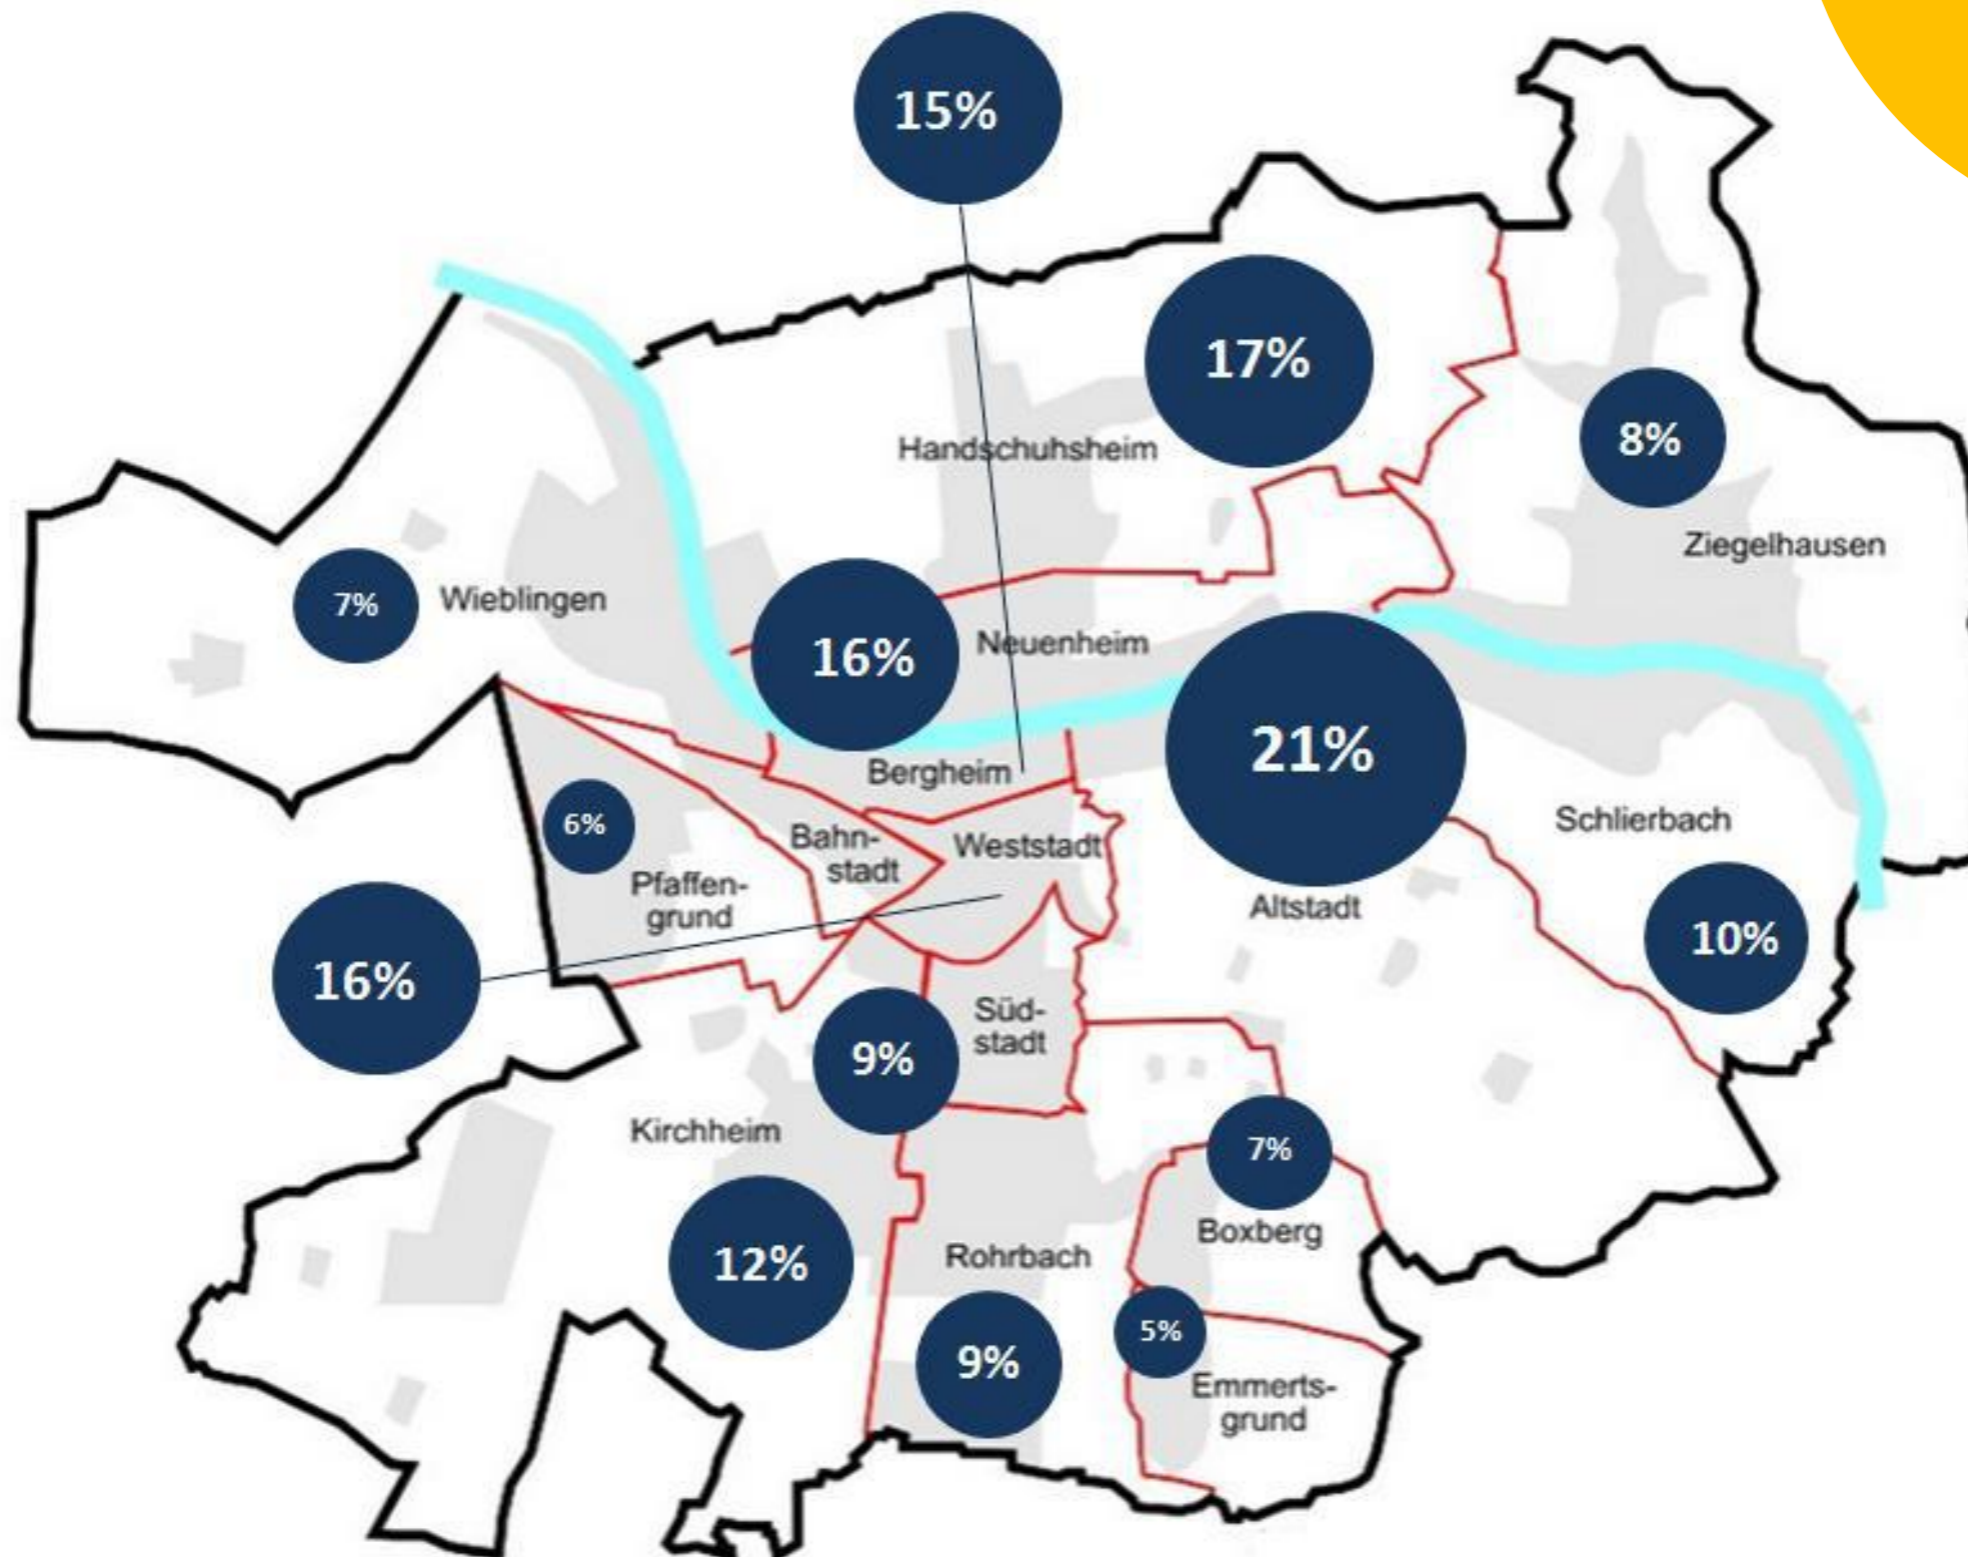 15%
17%
Handschuhsheim
8%
Ziegelhausen
7%
Wieblingen
16%
Neuenheim
21%
Bergheim
6%
Bahn-
stadt
Weststadt
Schlierbach
Pfaffen-
grund
Altstadt
10%
16%
9%
Süd-
stadt
Kirchheim
7%
Boxberg
12%
Rohrbach
5%
9%
Emmerts-
grund